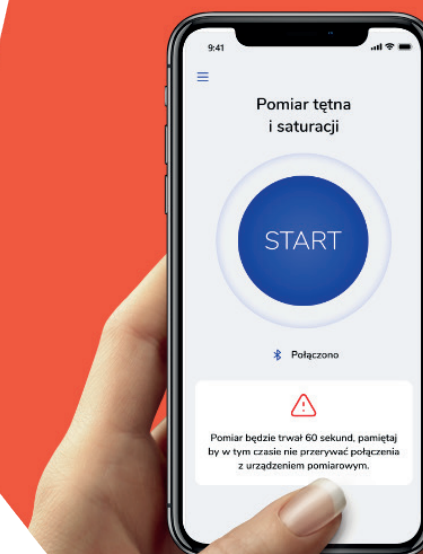 9:41
Pomiar tętna
i saturacji
START
Połączono
Pomiar będzie trwał 60 sekund, pamiętaj
by w tym czasie nie przerywać połączenia
z urządzeniem pomiarowym.